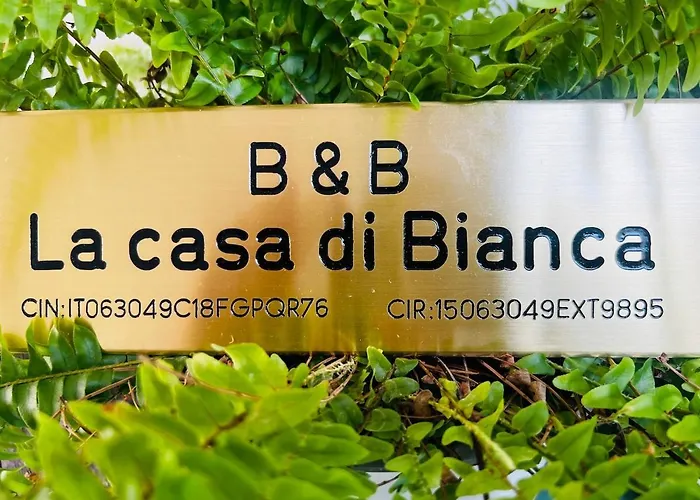 B & B
La casa di Bianca
CIN:IT063049C18FGPQR76 CIR:15063049EXT9895